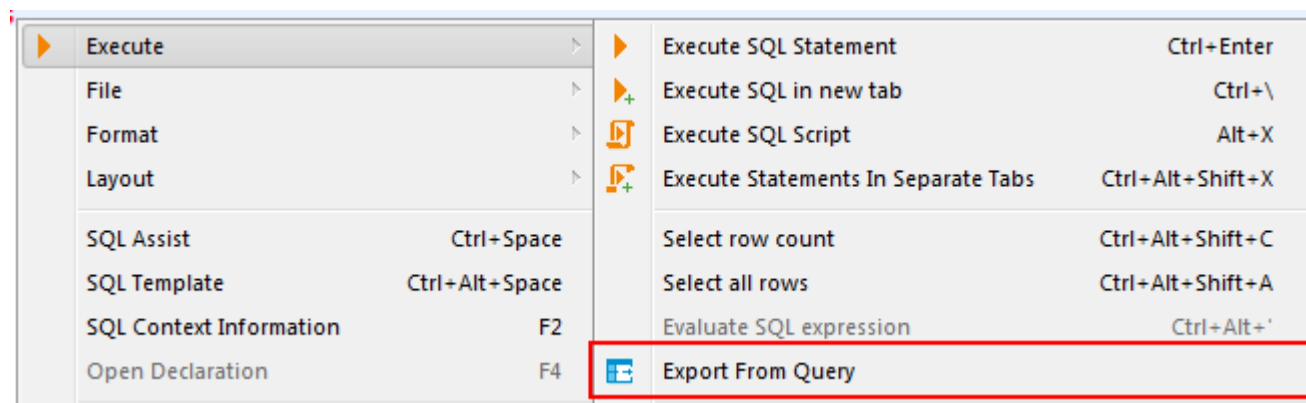 Execute
File
Format
Layout
SQL Assist Ctrl+Space
SQL Template Ctrl+Alt+Space
SQL Context Information F2
Open Declaration F4
Execute SQL Statement Ctrl+Enter
Execute SQL in new tab Ctrl+\
Execute SQL Script Alt+X
Execute Statements In Separate Tabs Ctrl+Alt+Shift+X
Select row count Ctrl+Alt+Shift+C
Select all rows Ctrl+Alt+Shift+A
Evaluate SQL expression Ctrl+Alt+'
Export From Query